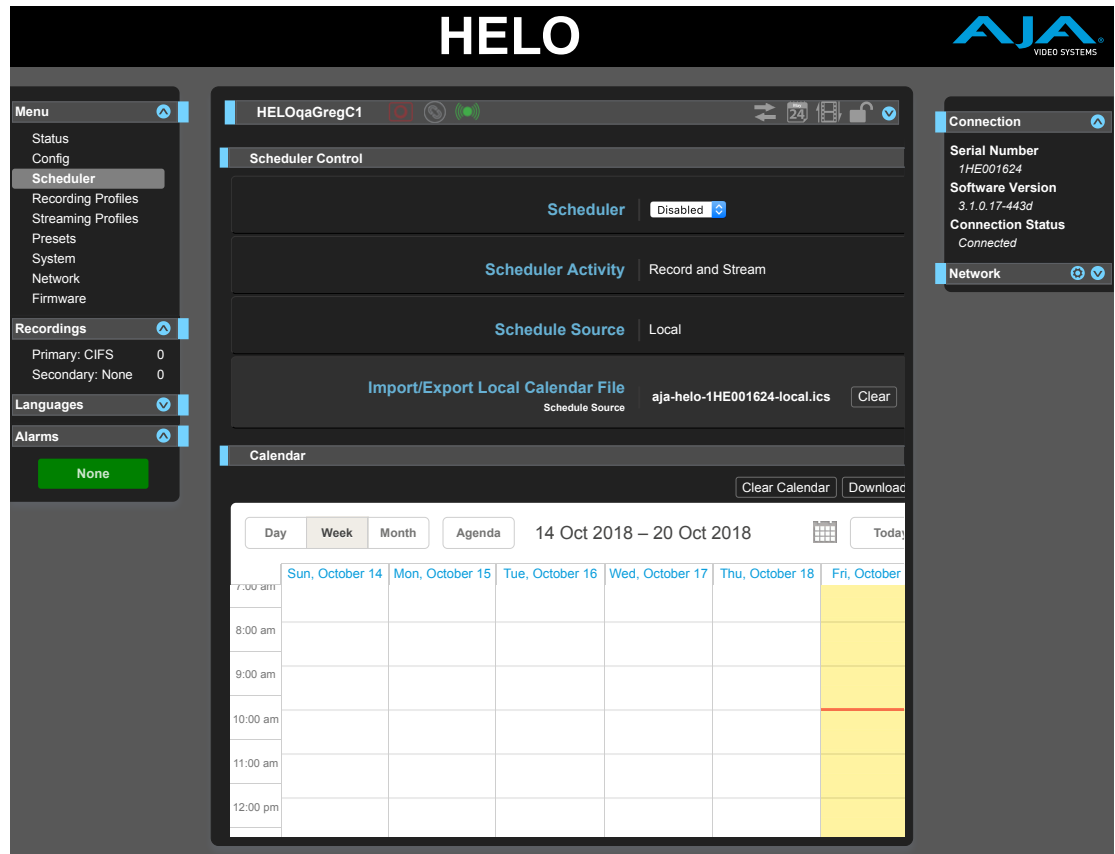 HELO
AJA
VIDEO SYSTEMS
Menu
Status
Config
Scheduler
Recording Profiles
Streaming Profiles
Presets
System
Network
Firmware
Recordings
Primary: CIFS 0
Secondary: None 0
Languages
Alarms
None
HELOqaGregC1
24
Scheduler Control
Scheduler Disabled
Scheduler Activity Record and Stream
Schedule Source Local
Import/Export Local Calendar File
Schedule Source
aja-helo-1HE001624-local.ics Clear
Calendar
Clear Calendar Download
Day Week Month Agenda 14 Oct 2018 – 20 Oct 2018 Today
Sun, October 14 Mon, October 15 Tue, October 16 Wed, October 17 Thu, October 18 Fri, October
7:00 am
8:00 am
9:00 am
10:00 am
11:00 am
12:00 pm
Connection
Serial Number
1HE001624
Software Version
3.1.0.17-443d
Connection Status
Connected
Network